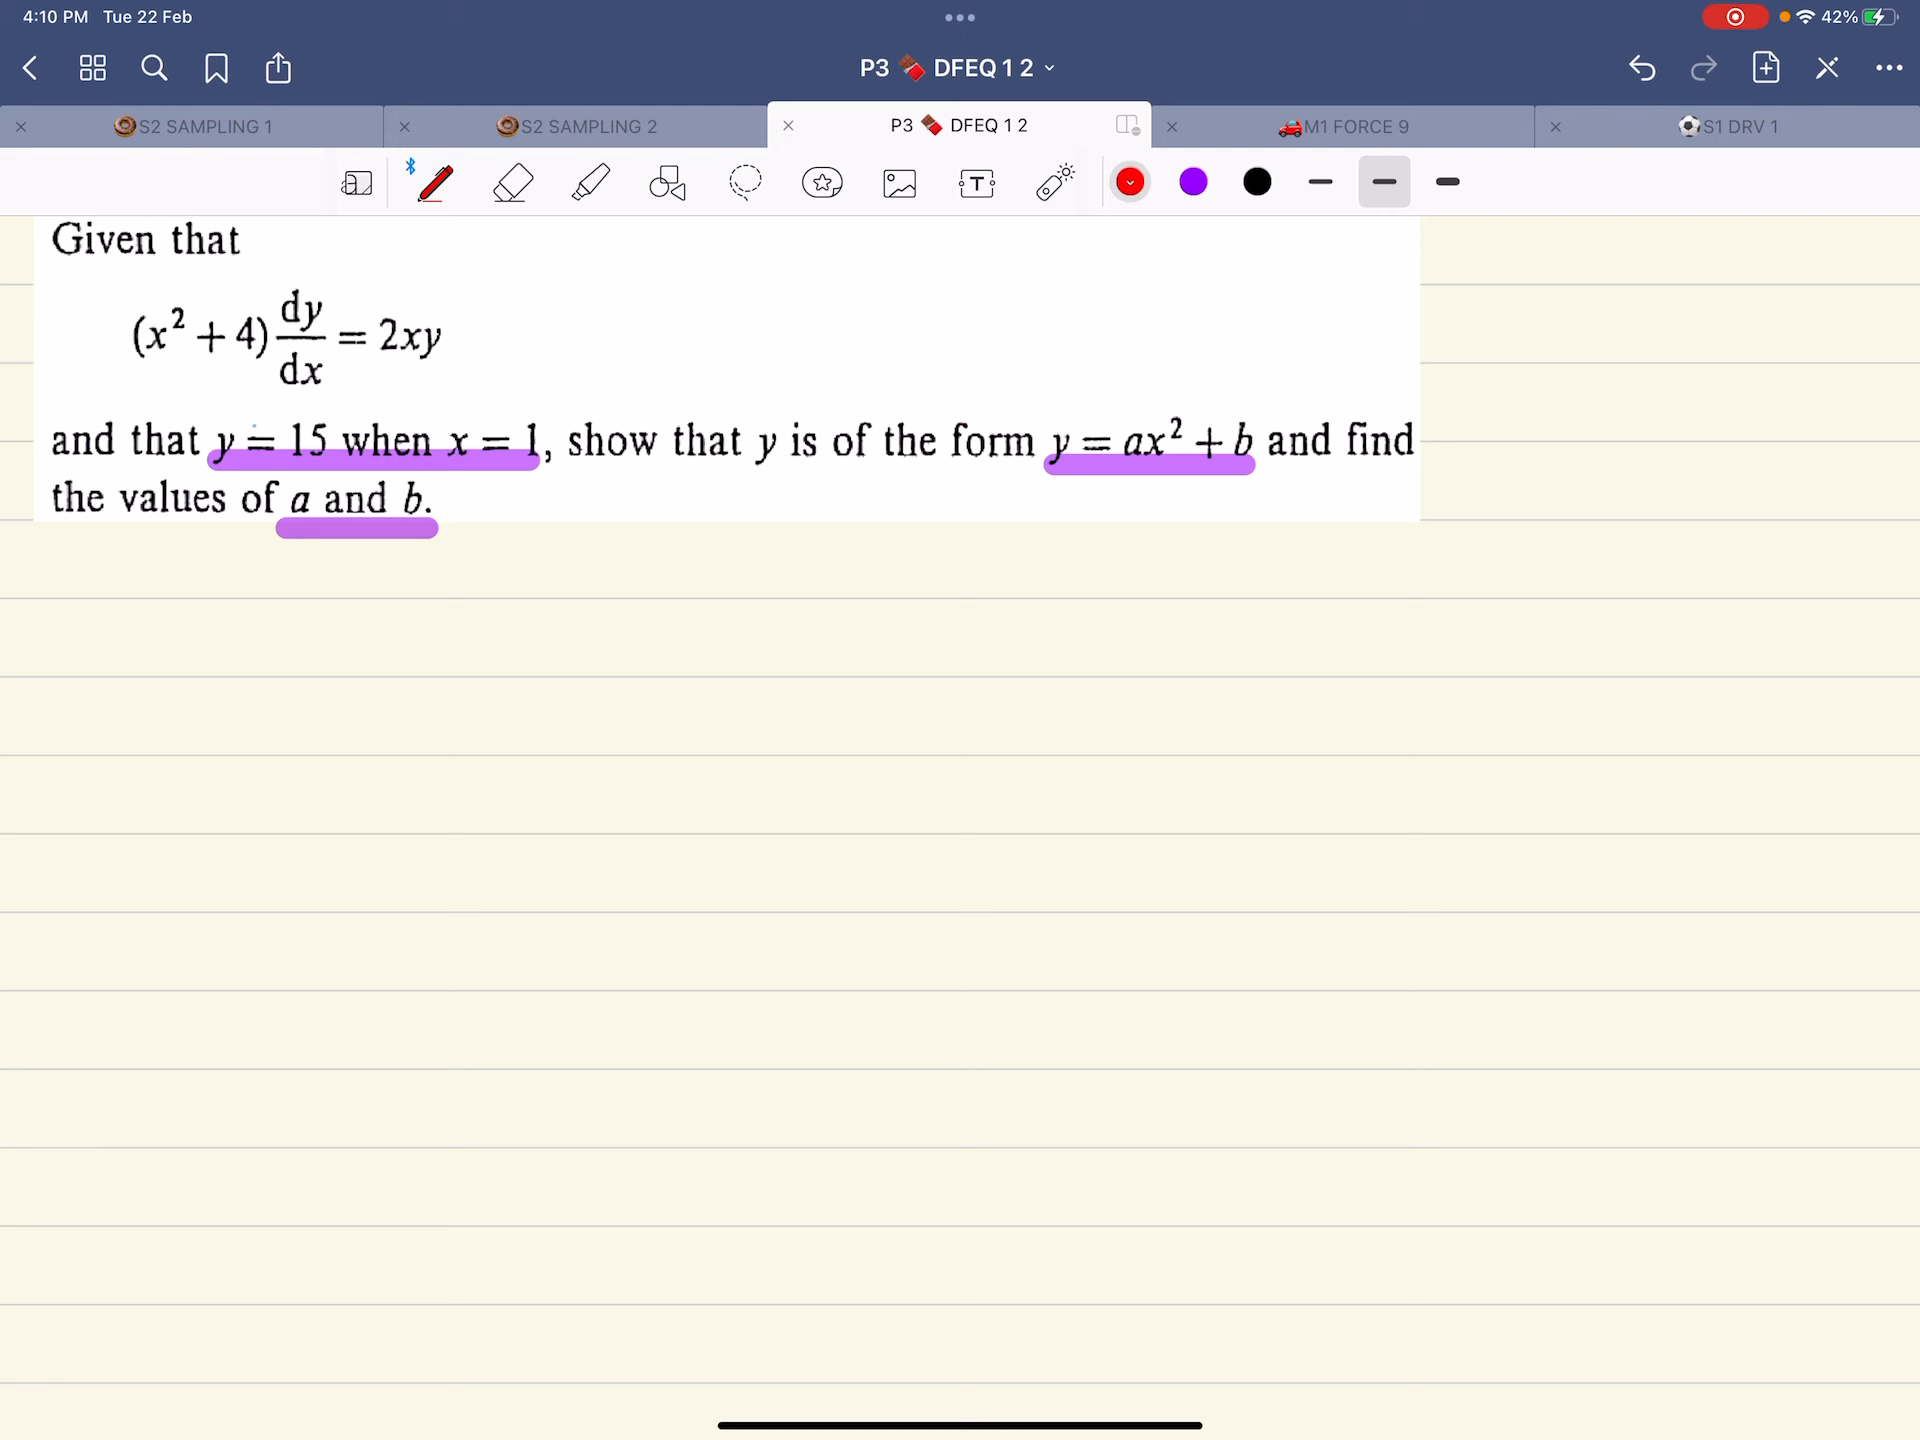 4:10 PM Tue 22 Feb
42%
P3 🍫 DFEQ 1 2
S2 SAMPLING 1
S2 SAMPLING 2
P3 🍫 DFEQ 1 2
M1 FORCE 9
S1 DRV 1
Given that
(x² + 4) dy/dx = 2xy
and that y = 15 when x = 1, show that y is of the form y = ax² + b and find
the values of a and b.